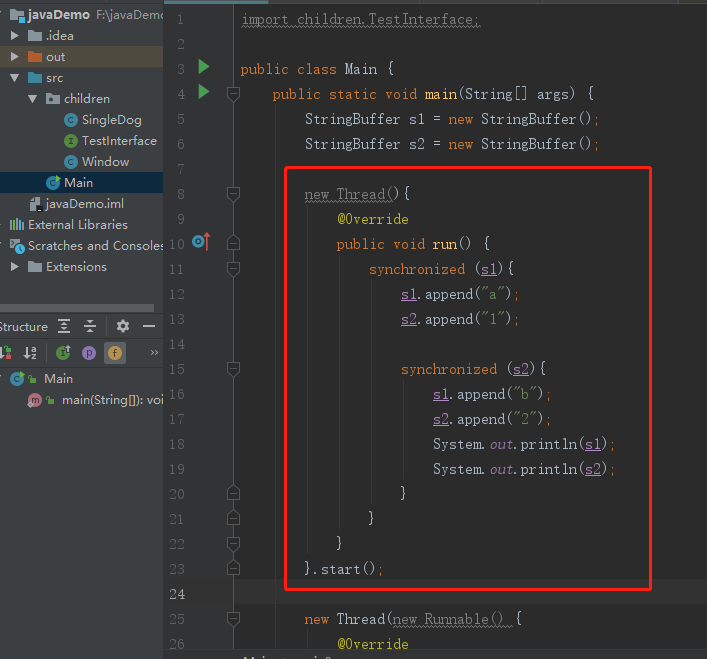 javaDemo F:\javaDemo
.idea
out
src
children
SingleDog
TestInterface
Window
Main
javaDemo.iml
External Libraries
Scratches and Consoles
Extensions
Structure
Main
main(String[]): voi
1 import children.TestInterface;
2
3 public class Main {
4 public static void main(String[] args) {
5 StringBuffer s1 = new StringBuffer();
6 StringBuffer s2 = new StringBuffer();
7
8 new Thread(){
9 @Override
10 public void run() {
11 synchronized (s1){
12 s1.append("a");
13 s2.append("1");
14
15 synchronized (s2){
16 s1.append("b");
17 s2.append("2");
18 System.out.println(s1);
19 System.out.println(s2);
20 }
21 }
22 }
23 }.start();
24
25 new Thread(new Runnable() {
26 @Override